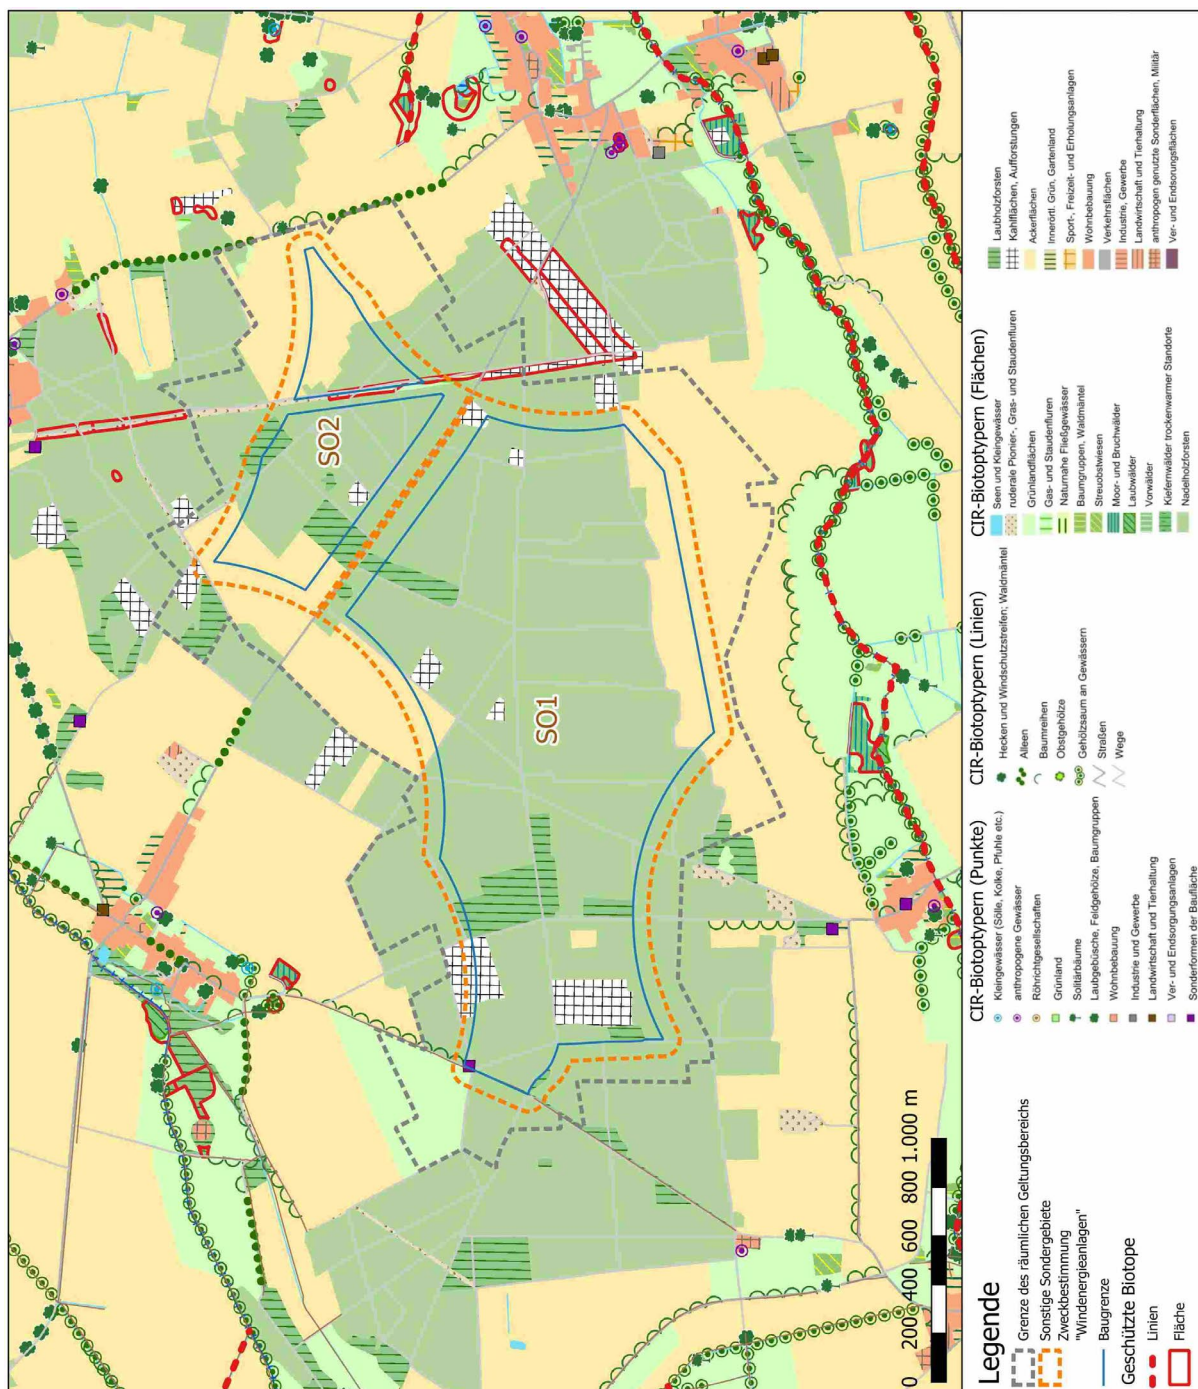 SO2
SO1
0 200 400 600 800 1.000 m
Legende
Grenze des räumlichen Geltungsbereichs
Sonstige Sondergebiete
Zweckbestimmung
"Windenergieanlagen"
Baugrenze
Geschützte Biotope
Linien
Fläche
CIR-Biotoptypern (Punkte)
Kleingewässer (Sölle, Kolke, Pfuhle etc.)
anthropogene Gewässer
Röhrichtgesellschaften
Grünland
Solitärbäume
Laubgebüsche, Feldgehölze, Baumgruppen
Wohnbebauung
Industrie und Gewerbe
Landwirtschaft und Tierhaltung
Ver- und Endsorgungsanlagen
Sonderformen der Baufläche
CIR-Biotoptypern (Linien)
Hecken und Windschutzstreifen; Waldmäntel
Alleen
Baumreihen
Obstgehölze
Gehölzsaum an Gewässern
Straßen
Wege
CIR-Biotoptypern (Flächen)
Seen und Kleingewässer
ruderale Pionier-, Gras- und Staudenfluren
Grünlandflächen
Gas- und Staudenfluren
Naturnahe Fließgewässer
Baumgruppen, Waldmäntel
Streuobstwiesen
Moor- und Bruchwälder
Laubwälder
Vorwälder
Kiefernwälder trockenwarmer Standorte
Nadelholzforsten
Laubholzforsten
Kahlflächen, Aufforstungen
Ackerflächen
Innerörtl. Grün, Gartenland
Sport-, Freizeit- und Erholungsanlagen
Wohnbebauung
Verkehrsflächen
Industrie, Gewerbe
Landwirtschaft und Tierhaltung
anthropogen genutzte Sonderflächen, Militär
Ver- und Endsorungsflächen